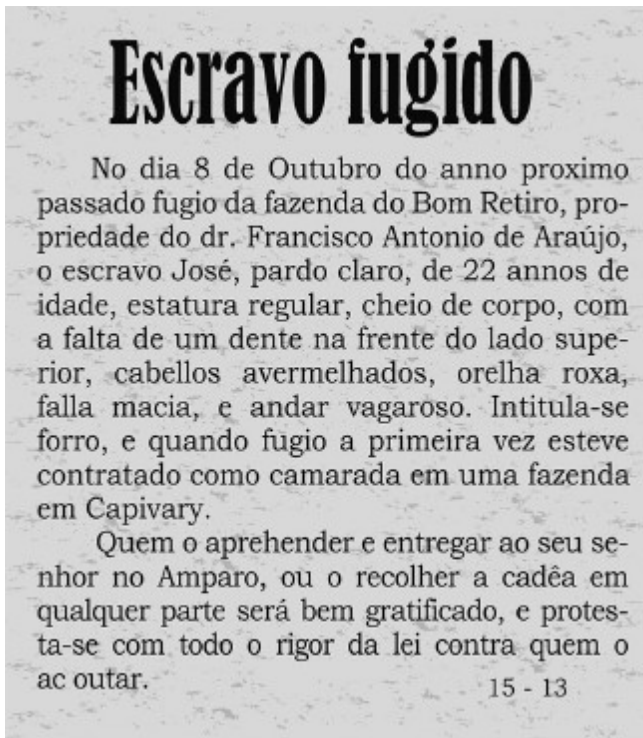 Escravo fugido
No dia 8 de Outubro do anno proximo
passado fugio da fazenda do Bom Retiro, pro-
priedade do dr. Francisco Antonio de Araújo,
o escravo José, pardo claro, de 22 annos de
idade, estatura regular, cheio de corpo, com
a falta de um dente na frente do lado supe-
rior, cabellos avermelhados, orelha roxa,
falla macia, e andar vagaroso. Intitula-se
forro, e quando fugio a primeira vez esteve
contratado como camarada em uma fazenda
em Capivary.
Quem o aprehender e entregar ao seu se-
nhor no Amparo, ou o recolher a cadêa em
qualquer parte será bem gratificado, e protes-
ta-se com todo o rigor da lei contra quem o
ac outar.
15 - 13